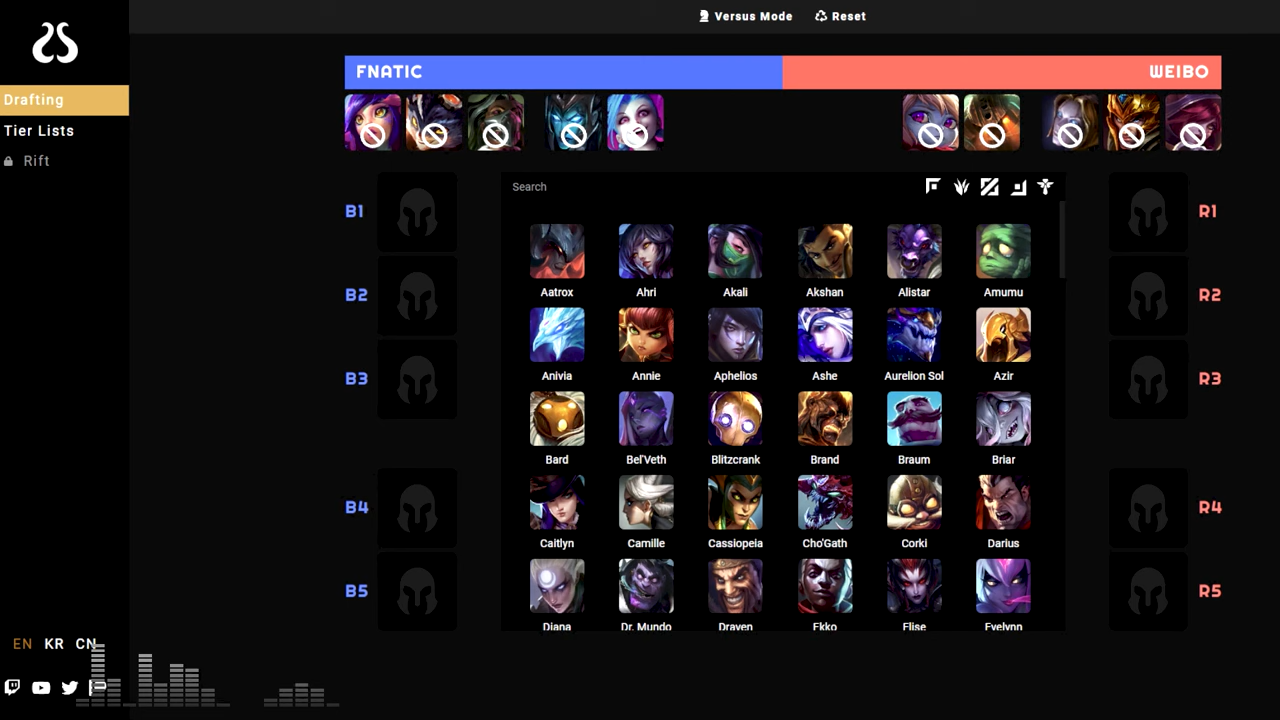 Versus Mode Reset
FNATIC WEIBO
Drafting
Tier Lists
Rift
Search
B1 R1
Aatrox Ahri Akali Akshan Alistar Amumu
B2 R2
Anivia Annie Aphelios Ashe Aurelion Sol Azir
B3 R3
Bard Bel'Veth Blitzcrank Brand Braum Briar
B4 R4
Caitlyn Camille Cassiopeia Cho'Gath Corki Darius
B5 R5
Diana Dr. Mundo Draven Ekko Elise Evelynn
EN KR CN